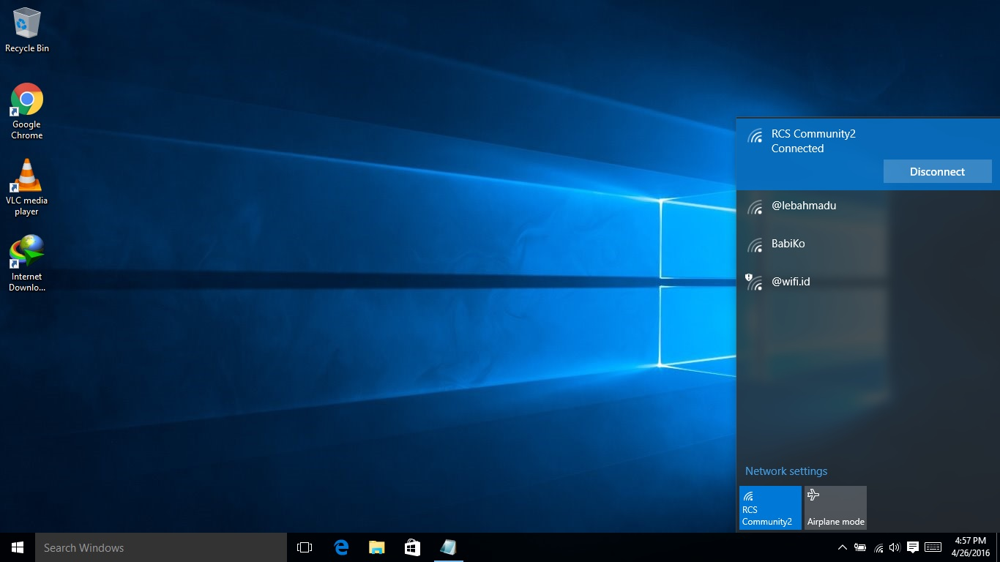 Recycle Bin
Google
Chrome
VLC media
player
Internet
Downlo...
RCS Community2
Connected
Disconnect
@lebahmadu
BabiKo
@wifi.id
Network settings
RCS
Community2
Airplane mode
Search Windows
4:57 PM
4/26/2016